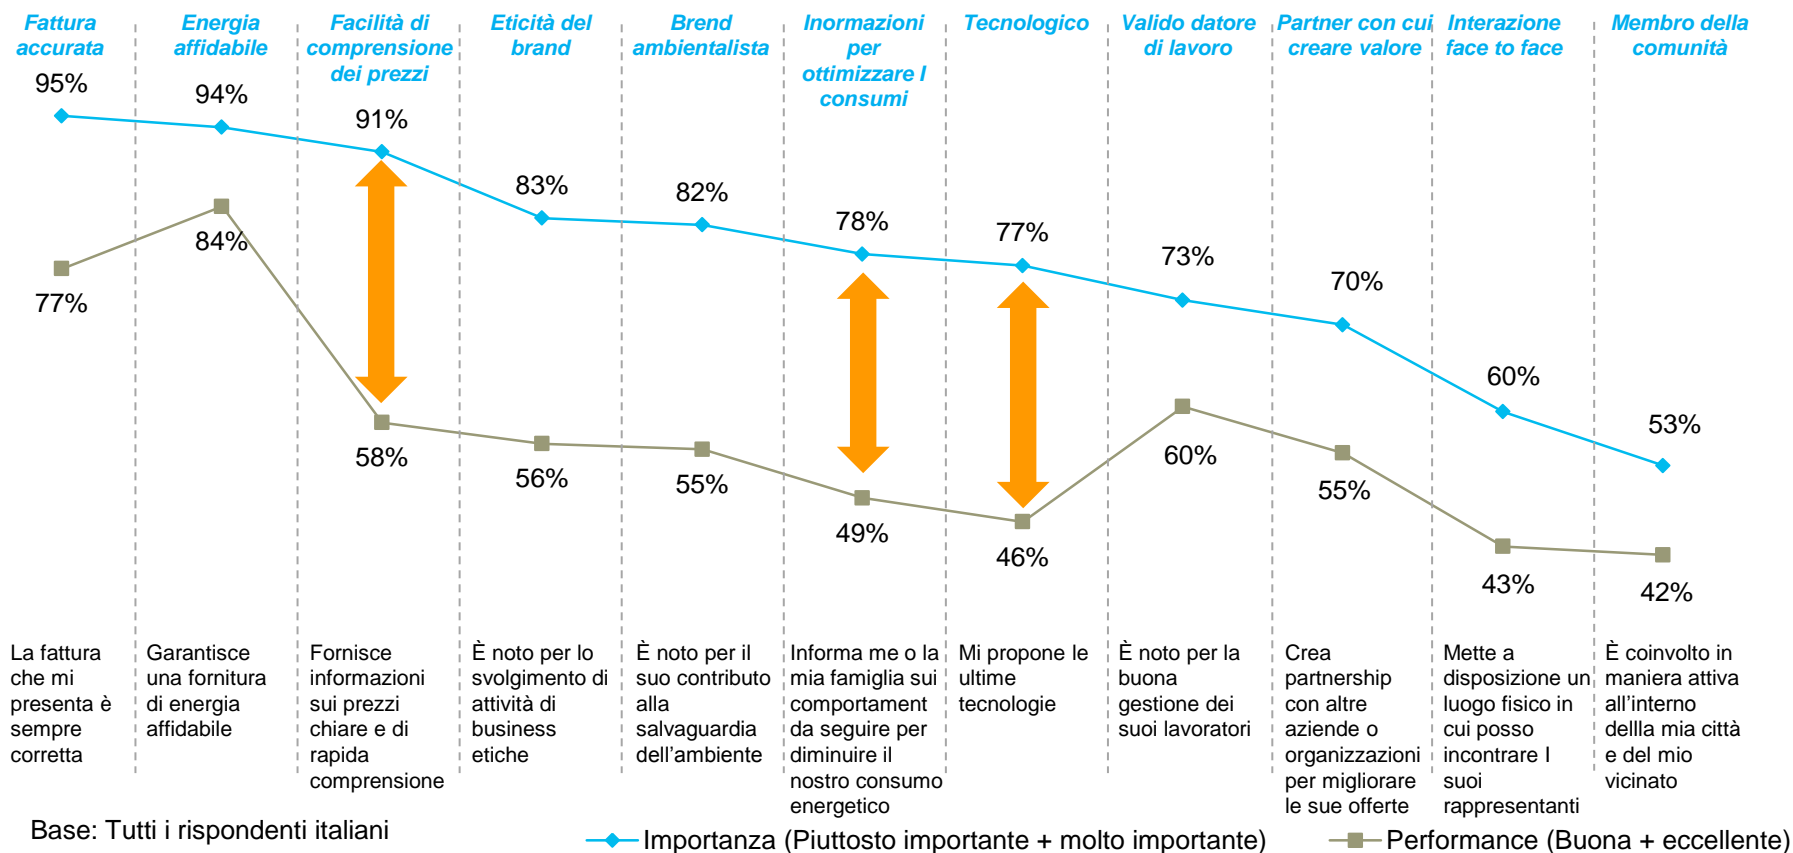 Fattura
accurata
Energia
affidabile
Facilità di
comprensione
dei prezzi
Eticità del
brand
Brend
ambientalista
Inormazioni
per
ottimizzare I
consumi
Tecnologico
Valido datore
di lavoro
Partner con cui
creare valore
Interazione
face to face
Membro della
comunità
95%
94%
91%
83%
82%
78%
77%
73%
70%
60%
53%
77%
84%
58%
56%
55%
49%
46%
60%
55%
43%
42%
La fattura
che mi
presenta è
sempre
corretta
Garantisce
una fornitura
di energia
affidabile
Fornisce
informazioni
sui prezzi
chiare e di
rapida
comprensione
È noto per lo
svolgimento di
attività di
business
etiche
È noto per il
suo contributo
alla
salvaguardia
dell’ambiente
Informa me o la
mia famiglia sui
comportament
da seguire per
diminuire il
nostro consumo
energetico
Mi propone le
ultime
tecnologie
È noto per la
buona
gestione dei
suoi lavoratori
Crea
partnership
con altre
aziende o
organizzazioni
per migliorare
le sue offerte
Mette a
disposizione un
luogo fisico in
cui posso
incontrare I
suoi
rappresentanti
È coinvolto in
maniera attiva
all’interno
dellla mia città
e del mio
vicinato
Base: Tutti i rispondenti italiani
Importanza (Piuttosto importante + molto importante)
Performance (Buona + eccellente)